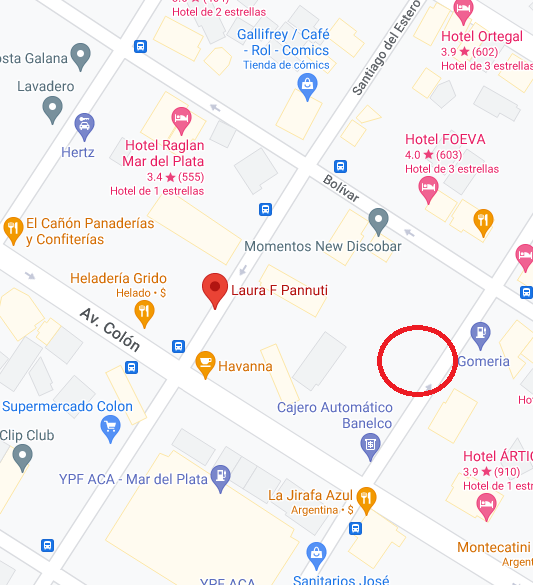 Hotel de 2 estrellas
Hotel Ortegal
3.9 ★ (602)
Hotel de 3 estrellas
Gallifrey / Café
- Rol - Comics
Tienda de cómics
Santiago del Estero
osta Galana
Lavadero
Hertz
Hotel Raglan
Mar del Plata
3.4 ★ (555)
Hotel de 1 estrellas
Hotel FOEVA
4.0 ★ (603)
Hotel de 3 estrellas
Bolivar
El Cañón Panaderías
y Confiterías
Momentos New Discobar
Heladería Grido
Helado • $
Laura F Pannuti
Av. Colón
Havanna
Gomeria
Supermercado Colon
Cajero Automático
Banelco
Clip Club
YPF ACA - Mar del Plata
La Jirafa Azul
Argentina • $
Hotel ÁRTIC
3.9 ★ (910)
Hotel de 1 estr
Montecatini
Argent
Sanitarios José
YPF ACA